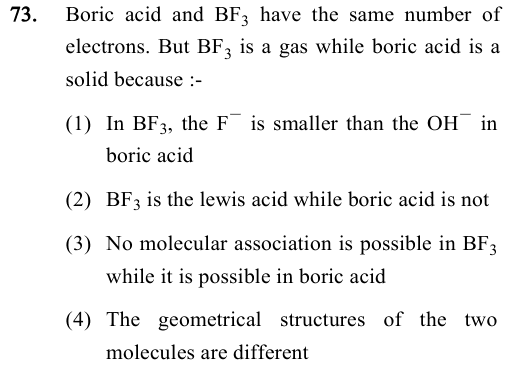 73. Boric acid and BF₃ have the same number of
electrons. But BF₃ is a gas while boric acid is a
solid because :-
(1) In BF₃, the F⁻ is smaller than the OH⁻ in
boric acid
(2) BF₃ is the lewis acid while boric acid is not
(3) No molecular association is possible in BF₃
while it is possible in boric acid
(4) The geometrical structures of the two
molecules are different